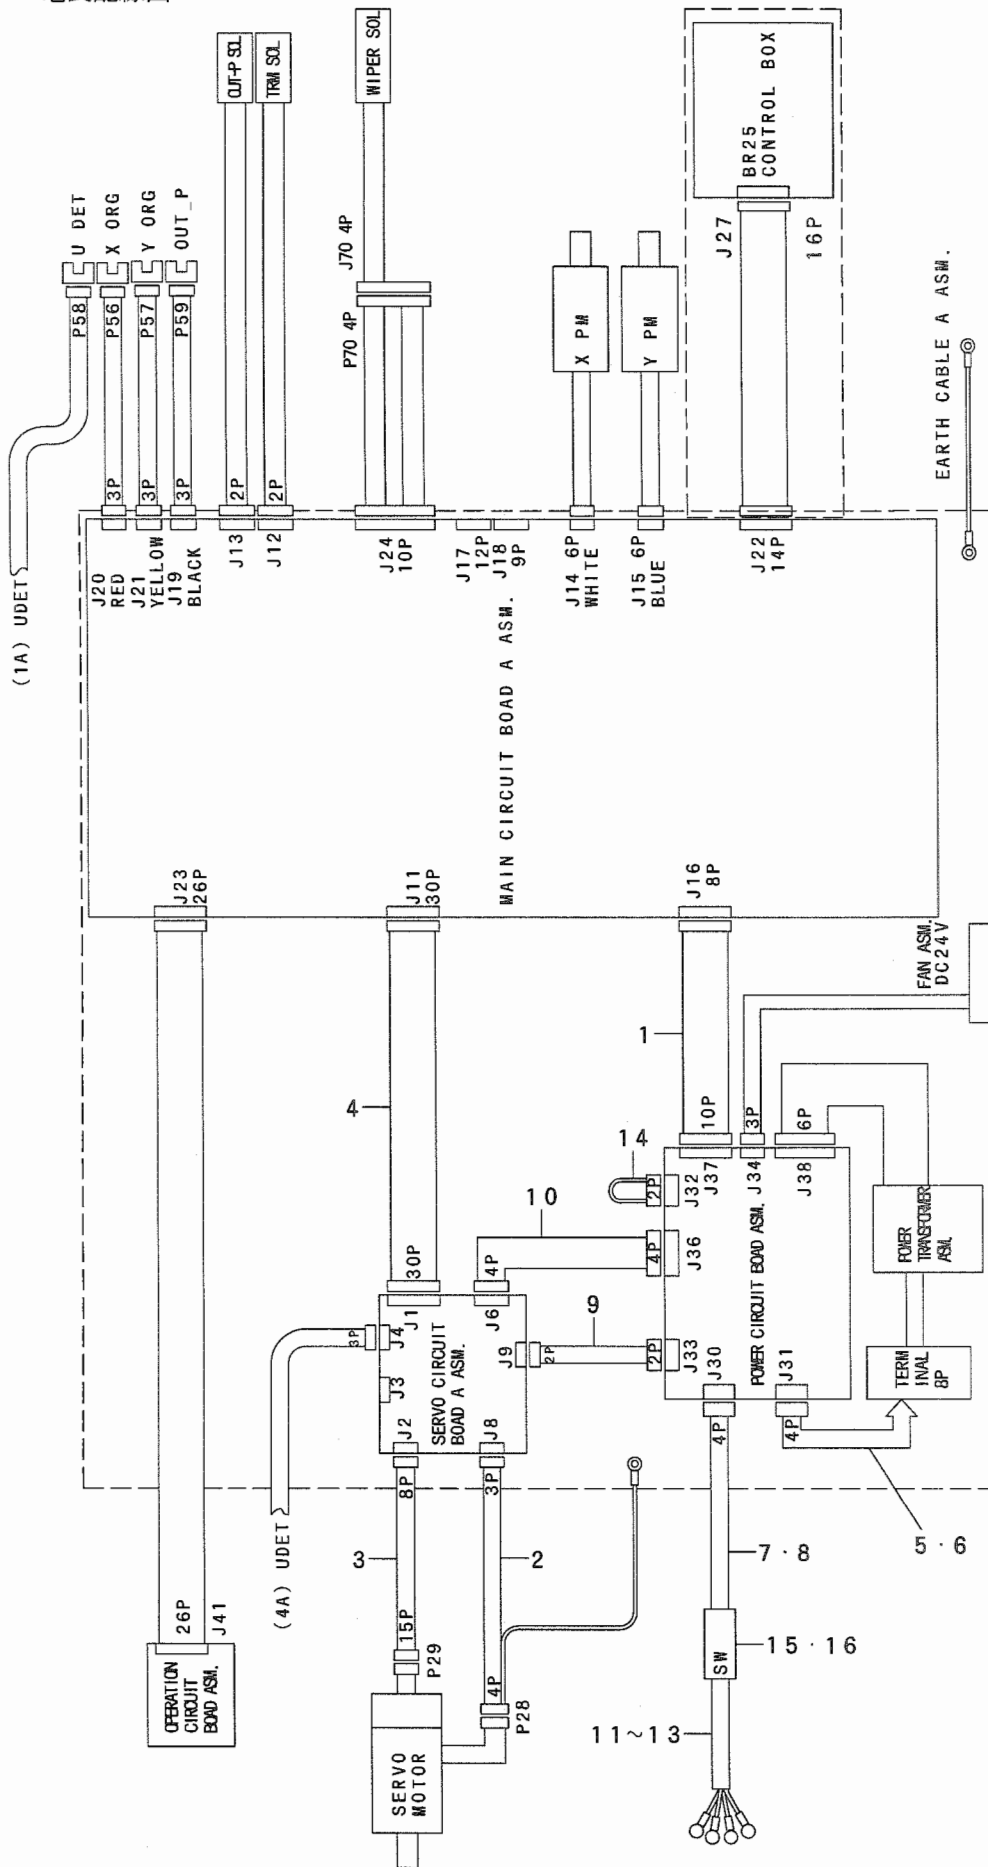 (1A) UDET
P58
U DET
P56
X ORG
P57
Y ORG
P59
OUT_P
3P
3P
3P
2P
2P
OUT-P SOL
TRIM SOL
WIPER SOL
P70 4P
J70 4P
X PM
Y PM
BR25
CONTROL BOX
J27
16P
EARTH CABLE A ASM.
J20
RED
J21
YELLOW
J19
BLACK
J13
J12
J24
10P
J17
12P
J18
9P
J14 6P
WHITE
J15 6P
BLUE
J22
14P
MAIN CIRCUIT BOAD A ASM.
J23
26P
J11
30P
J16
8P
FAN ASM.
DC24V
4
1
14
10
9
30P
10P
3P
6P
2P
4P
4P
2P
2P
3P
J1
J6
J4
J9
J3
J2
J8
SERVO CIRCUIT
BOAD A ASM.
J37
J34
J38
J32
J36
J33
J30
J31
POWER CIRCUIT BOAD ASM.
POWER
TRANSFORMER
ASM.
TERM
INAL
8P
4P
4P
8P
3P
3
2
(4A) UDET
26P
J41
OPERATION
CIRCUIT
BOAD ASM.
15P
P29
4P
P28
SERVO
MOTOR
7・8
5・6
SW
15・16
11~13